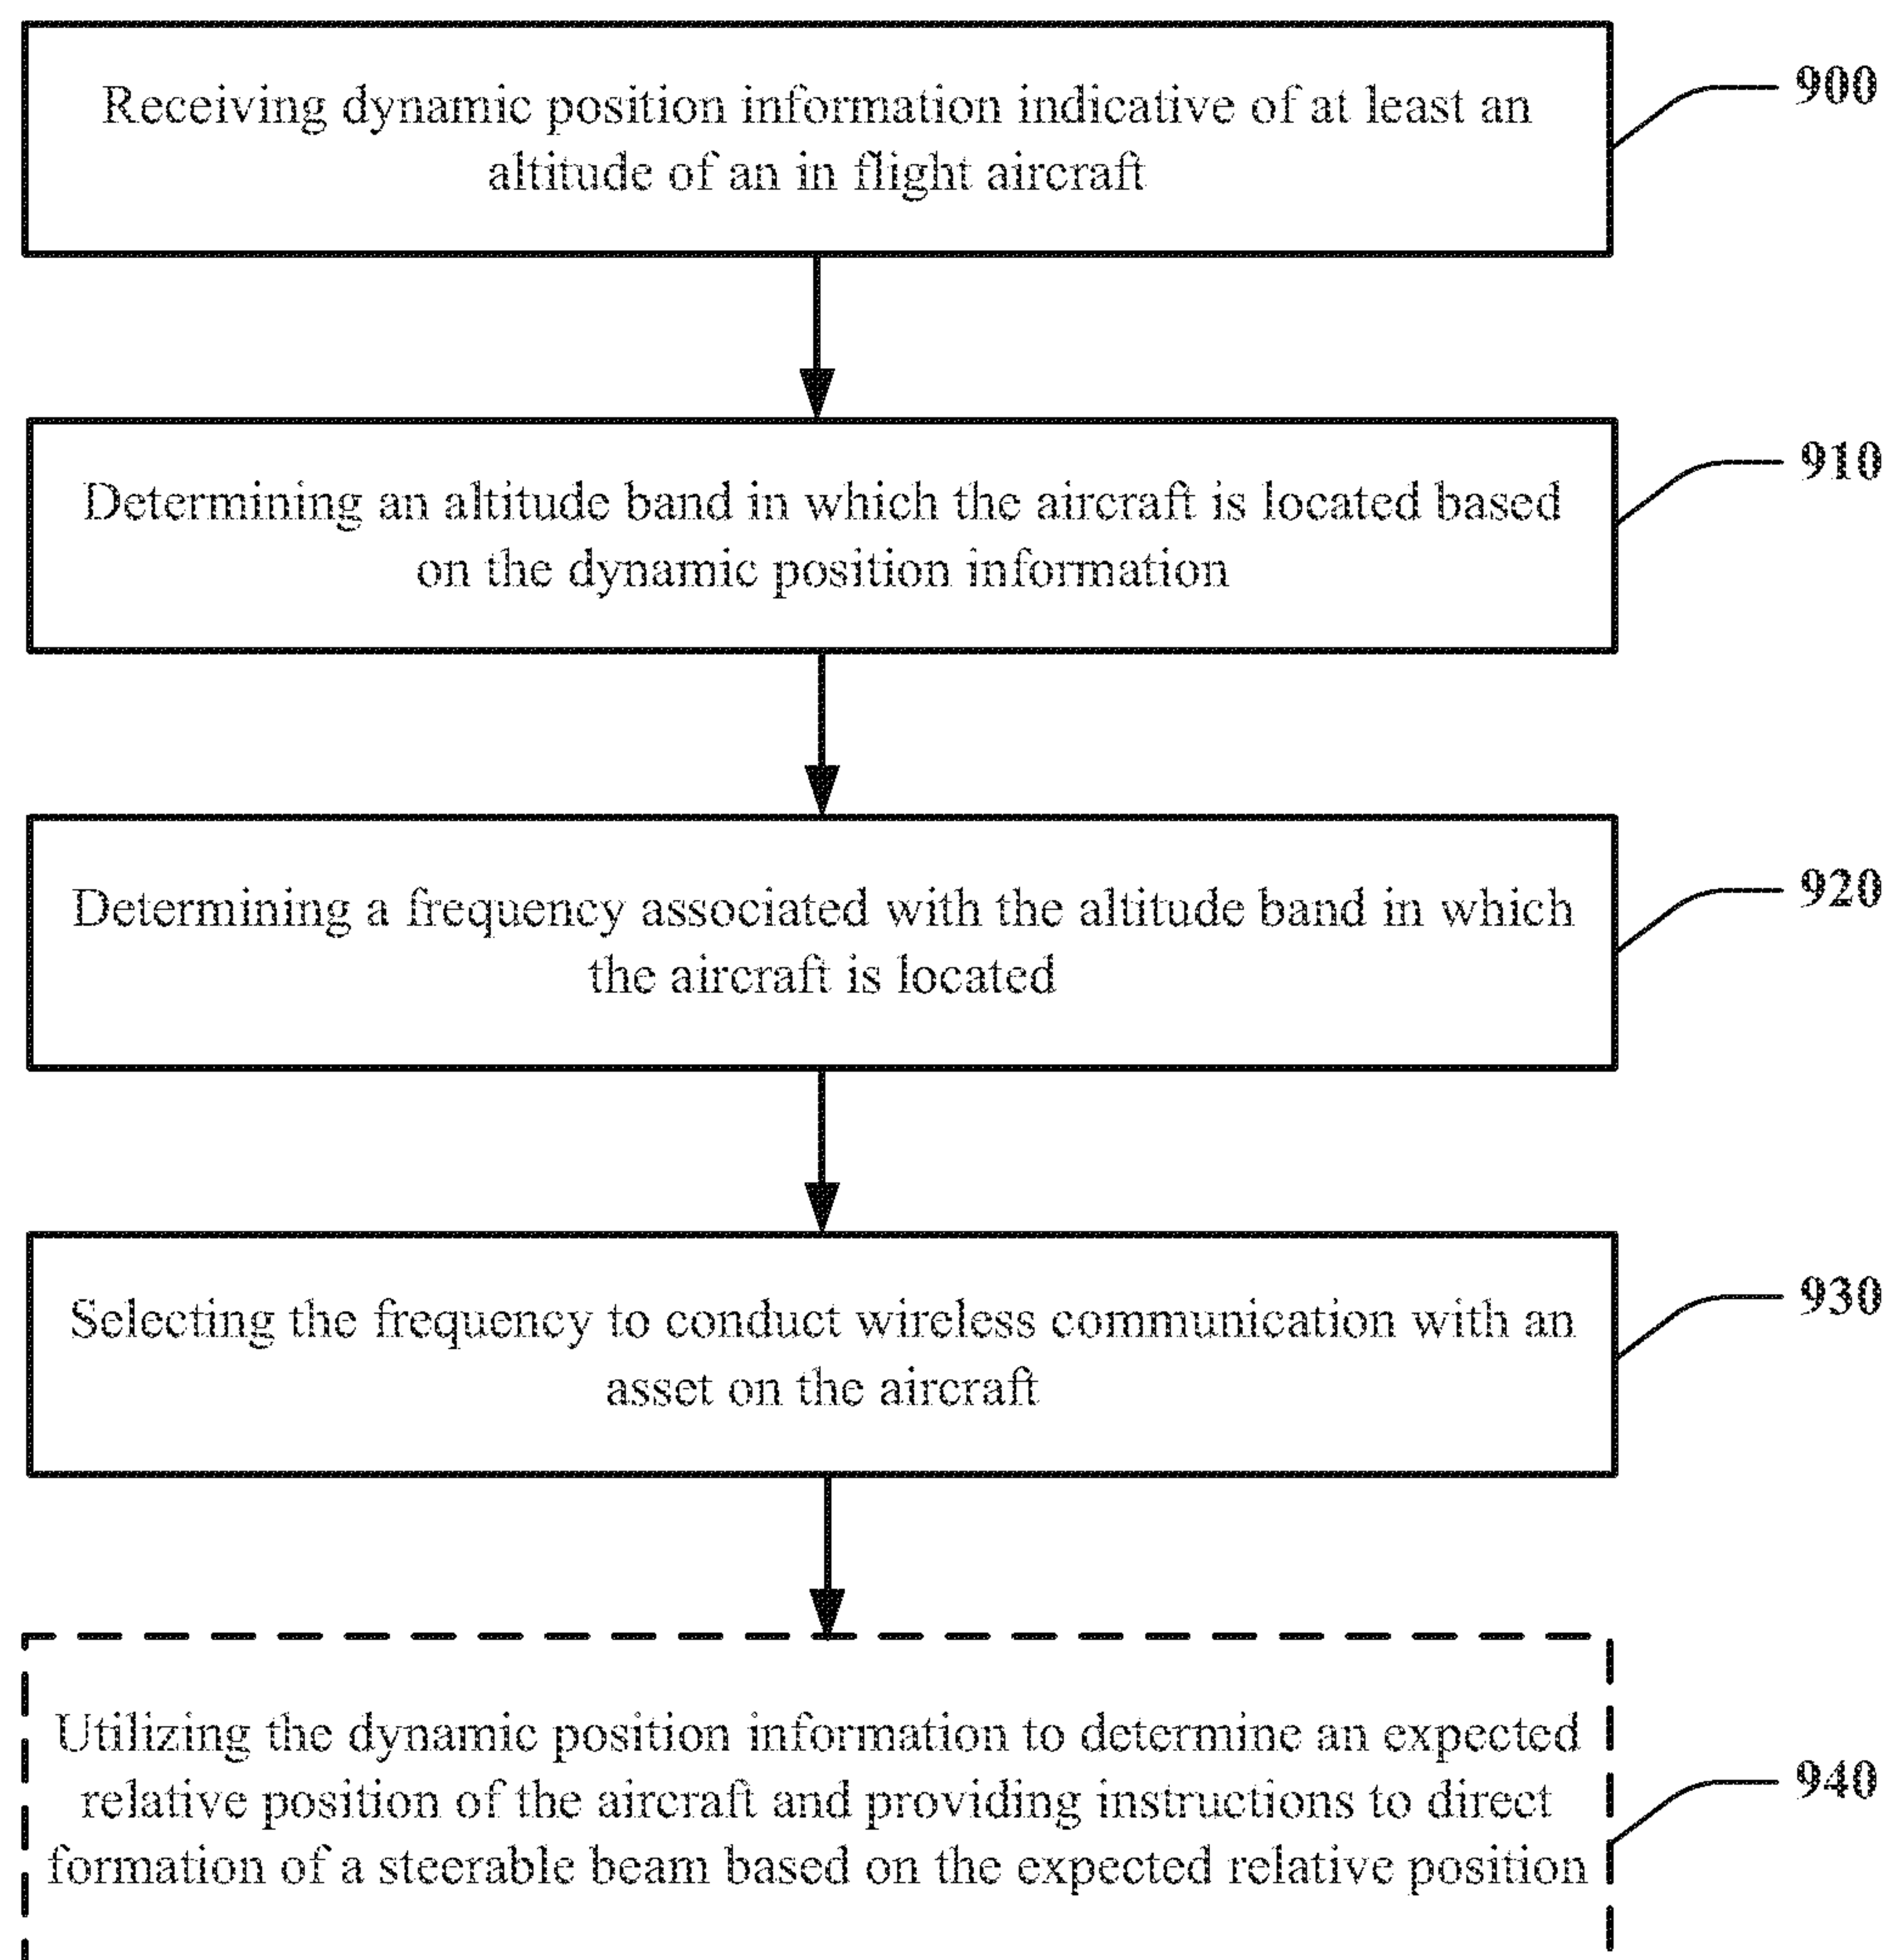 Receiving dynamic position information indicative of at least an
altitude of an in flight aircraft
900
Determining an altitude band in which the aircraft is located based
on the dynamic position information
910
Determining a frequency associated with the altitude band in which
the aircraft is located
920
Selecting the frequency to conduct wireless communication with an
asset on the aircraft
930
Utilizing the dynamic position information to determine an expected
relative position of the aircraft and providing instructions to direct
formation of a steerable beam based on the expected relative position
940